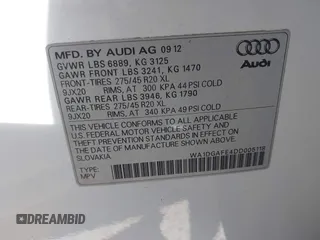 MFD. BY AUDI AG 09 12
GVWR LBS 6889, KG 3125
GAWR FRONT LBS 3241, KG 1470
FRONT-TIRES 275/45 R20 XL
9JX20 RIMS, AT 300 KPA 44 PSI COLD
GAWR REAR LBS 3946, KG 1790
REAR-TIRES 275/45 R20 XL
9JX20 RIMS, AT 340 KPA 49 PSI COLD
Audi
THIS VEHICLE CONFORMS TO ALL APPLICABLE
U.S. FEDERAL MOTOR VEHICLE SAFETY AND
THEFT PREVENTION STANDARDS IN EFFECT ON
THE DATE OF MANUFACTURE SHOWN ABOVE.
SLOVAKIA
TYPE:
MPV
AUTOBIDMASTER